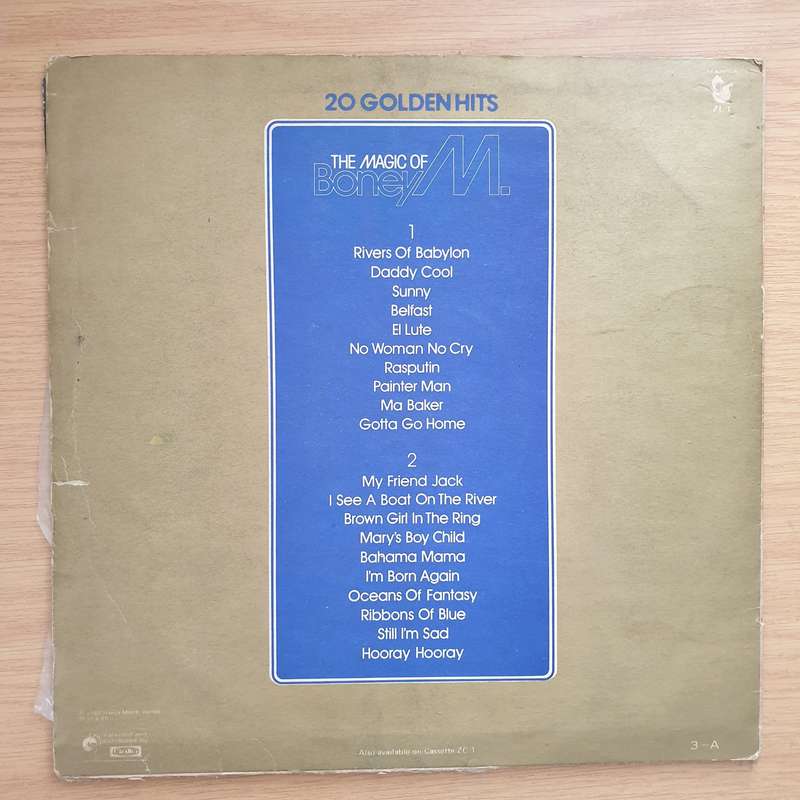 20 GOLDEN HITS
THE MAGIC OF
Boney M.
1
Rivers Of Babylon
Daddy Cool
Sunny
Belfast
El Lute
No Woman No Cry
Rasputin
Painter Man
Ma Baker
Gotta Go Home
2
My Friend Jack
I See A Boat On The River
Brown Girl In The Ring
Mary's Boy Child
Bahama Mama
I'm Born Again
Oceans Of Fantasy
Ribbons Of Blue
Still I'm Sad
Hooray Hooray
Also available on Cassette ZC 1
3 - A